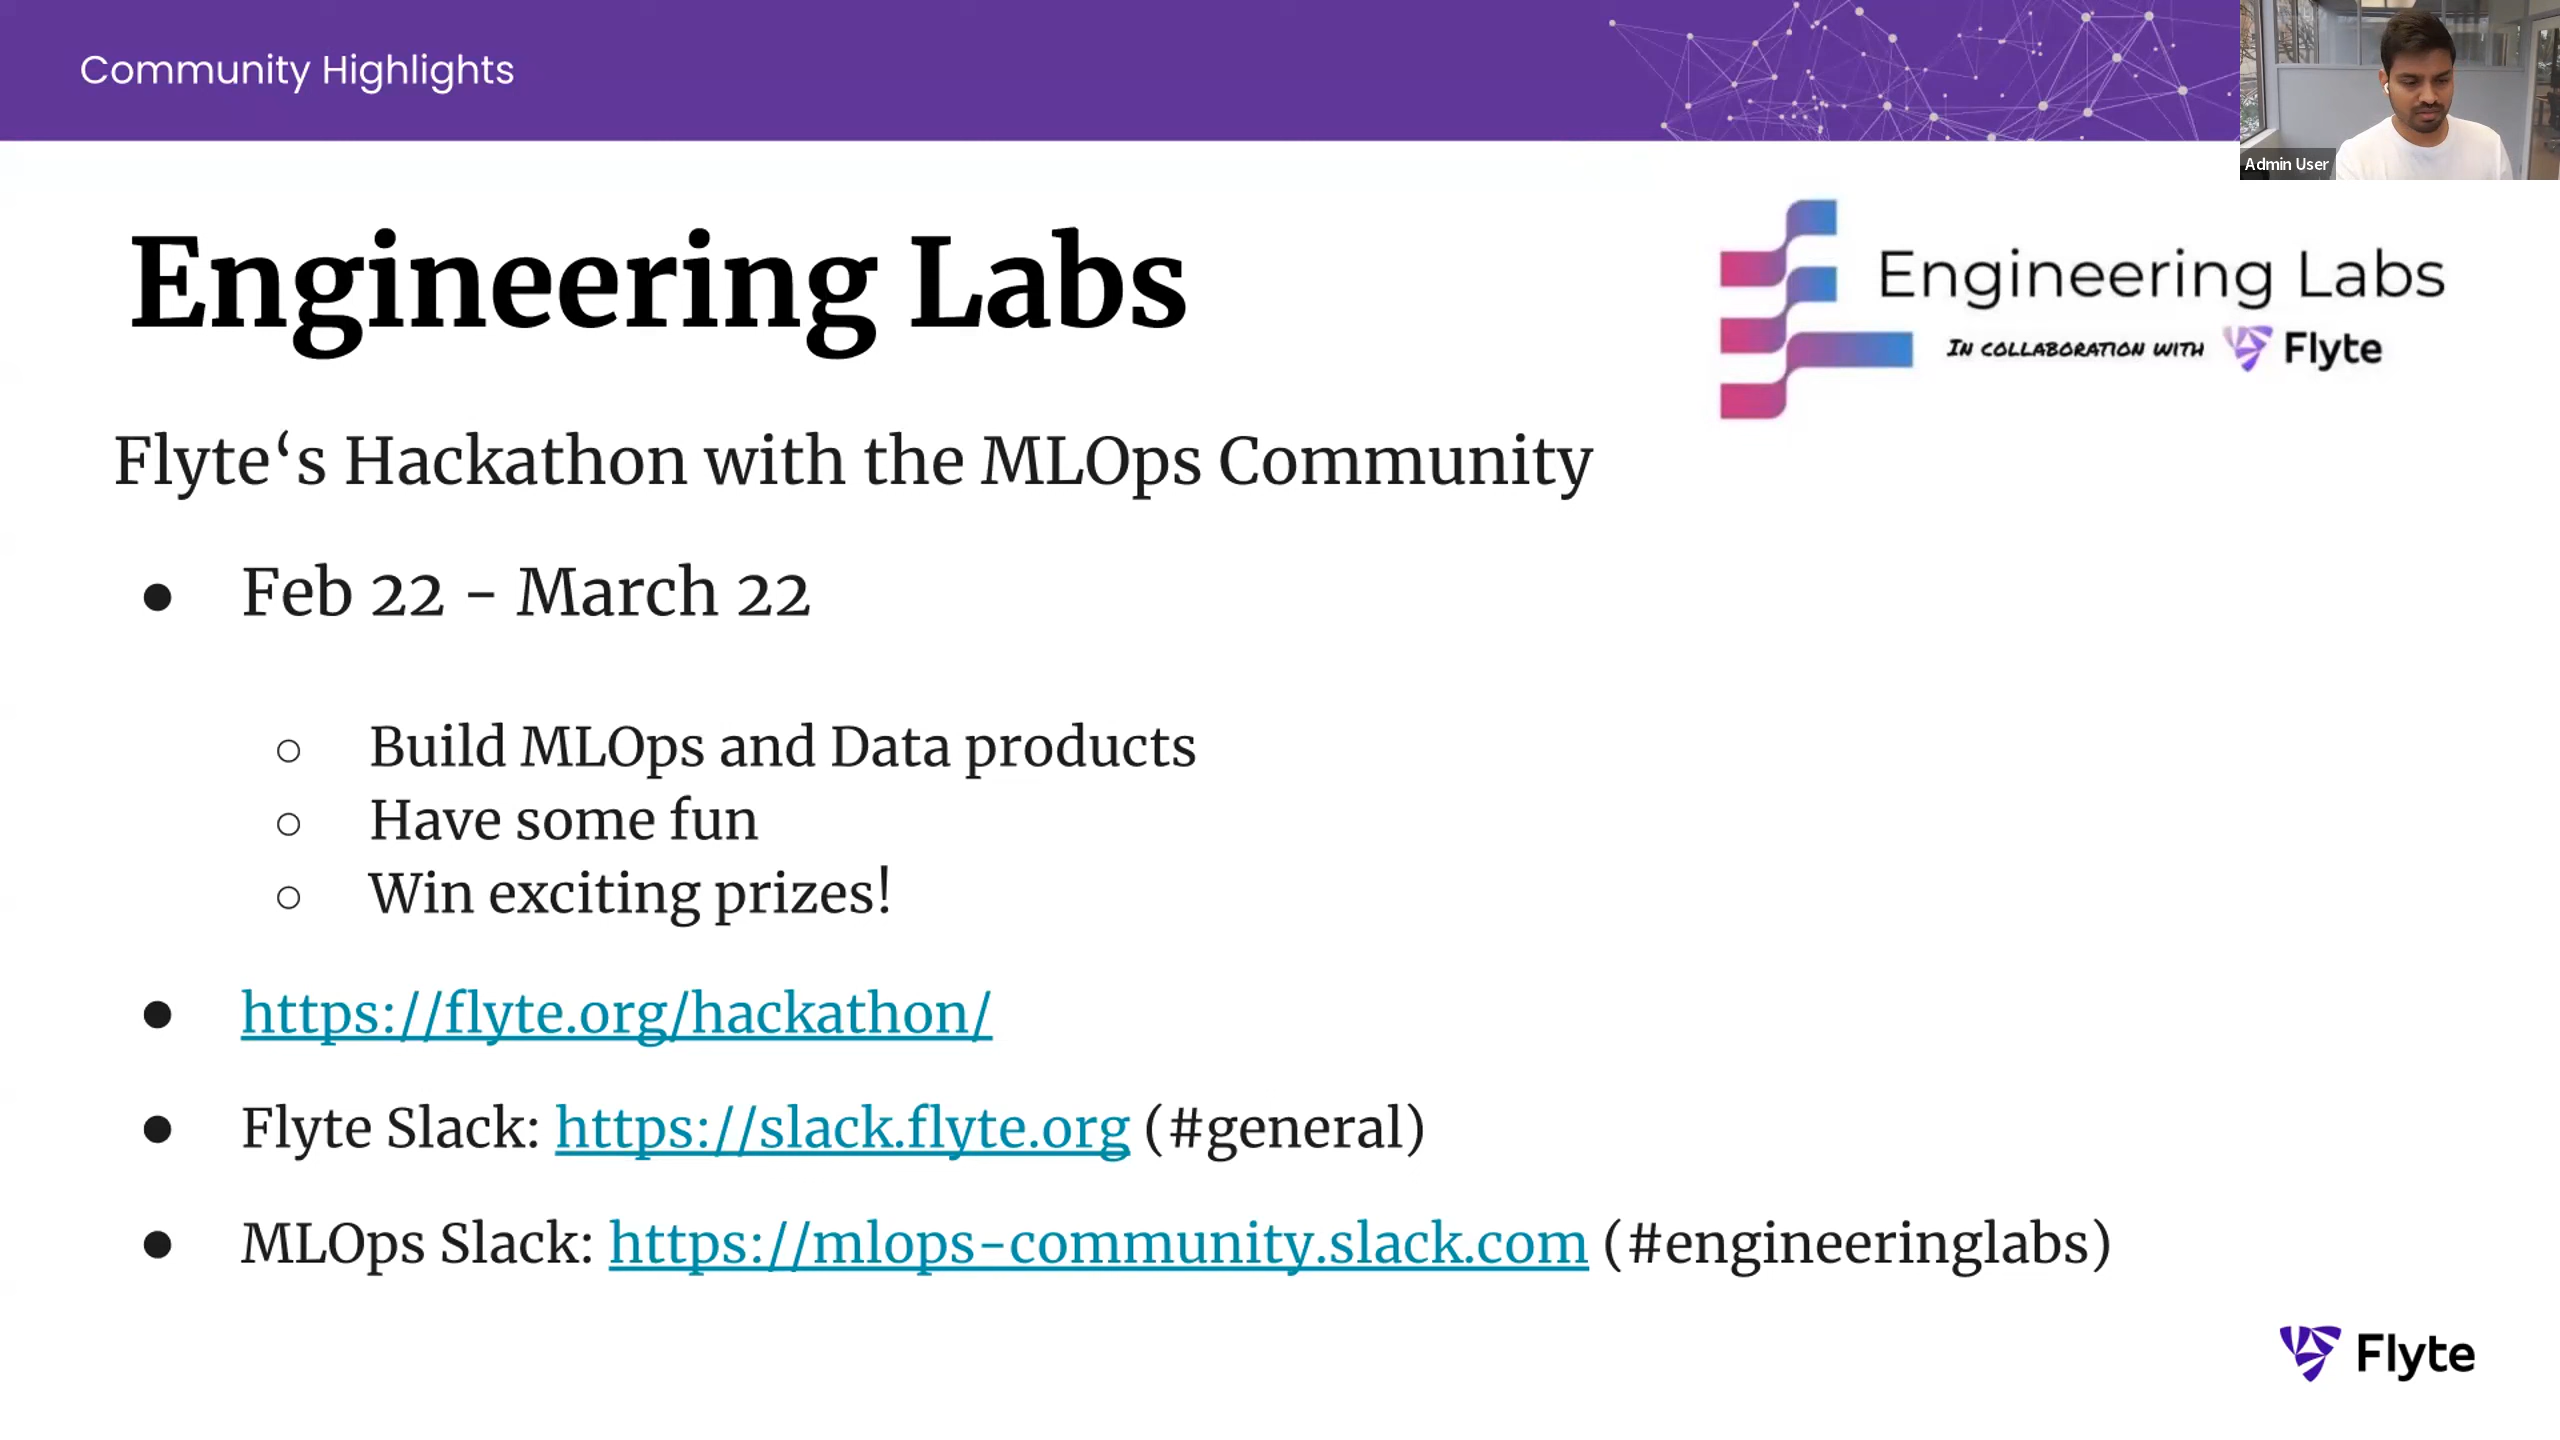 Community Highlights
Admin User
Engineering Labs
Engineering Labs
In collaboration with Flyte
Flyte‘s Hackathon with the MLOps Community
● Feb 22 - March 22
○ Build MLOps and Data products
○ Have some fun
○ Win exciting prizes!
● https://flyte.org/hackathon/
● Flyte Slack: https://slack.flyte.org (#general)
● MLOps Slack: https://mlops-community.slack.com (#engineeringlabs)
Flyte